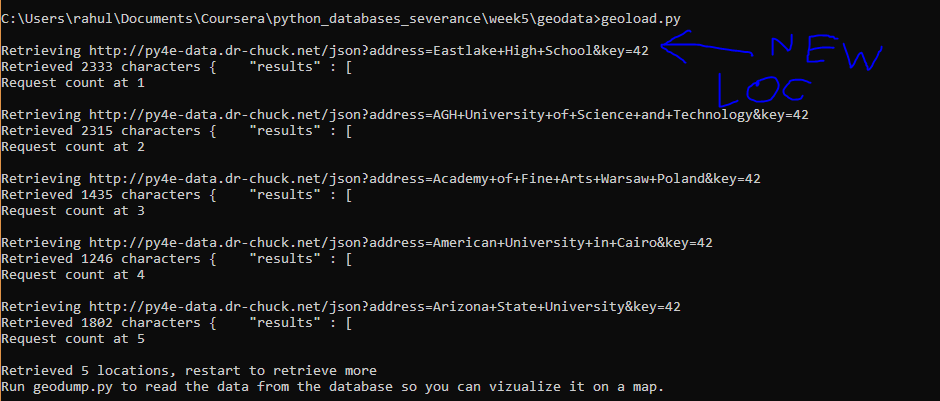 C:\Users\rahul\Documents\Coursera\python_databases_severance\week5\geodata>geoload.py
Retrieving http://py4e-data.dr-chuck.net/json?address=Eastlake+High+School&key=42
NEW
Retrieved 2333 characters {    "results" : [
LOC
Request count at 1
Retrieving http://py4e-data.dr-chuck.net/json?address=AGH+University+of+Science+and+Technology&key=42
Retrieved 2315 characters {    "results" : [
Request count at 2
Retrieving http://py4e-data.dr-chuck.net/json?address=Academy+of+Fine+Arts+Warsaw+Poland&key=42
Retrieved 1435 characters {    "results" : [
Request count at 3
Retrieving http://py4e-data.dr-chuck.net/json?address=American+University+in+Cairo&key=42
Retrieved 1246 characters {    "results" : [
Request count at 4
Retrieving http://py4e-data.dr-chuck.net/json?address=Arizona+State+University&key=42
Retrieved 1802 characters {    "results" : [
Request count at 5
Retrieved 5 locations, restart to retrieve more
Run geodump.py to read the data from the database so you can vizualize it on a map.